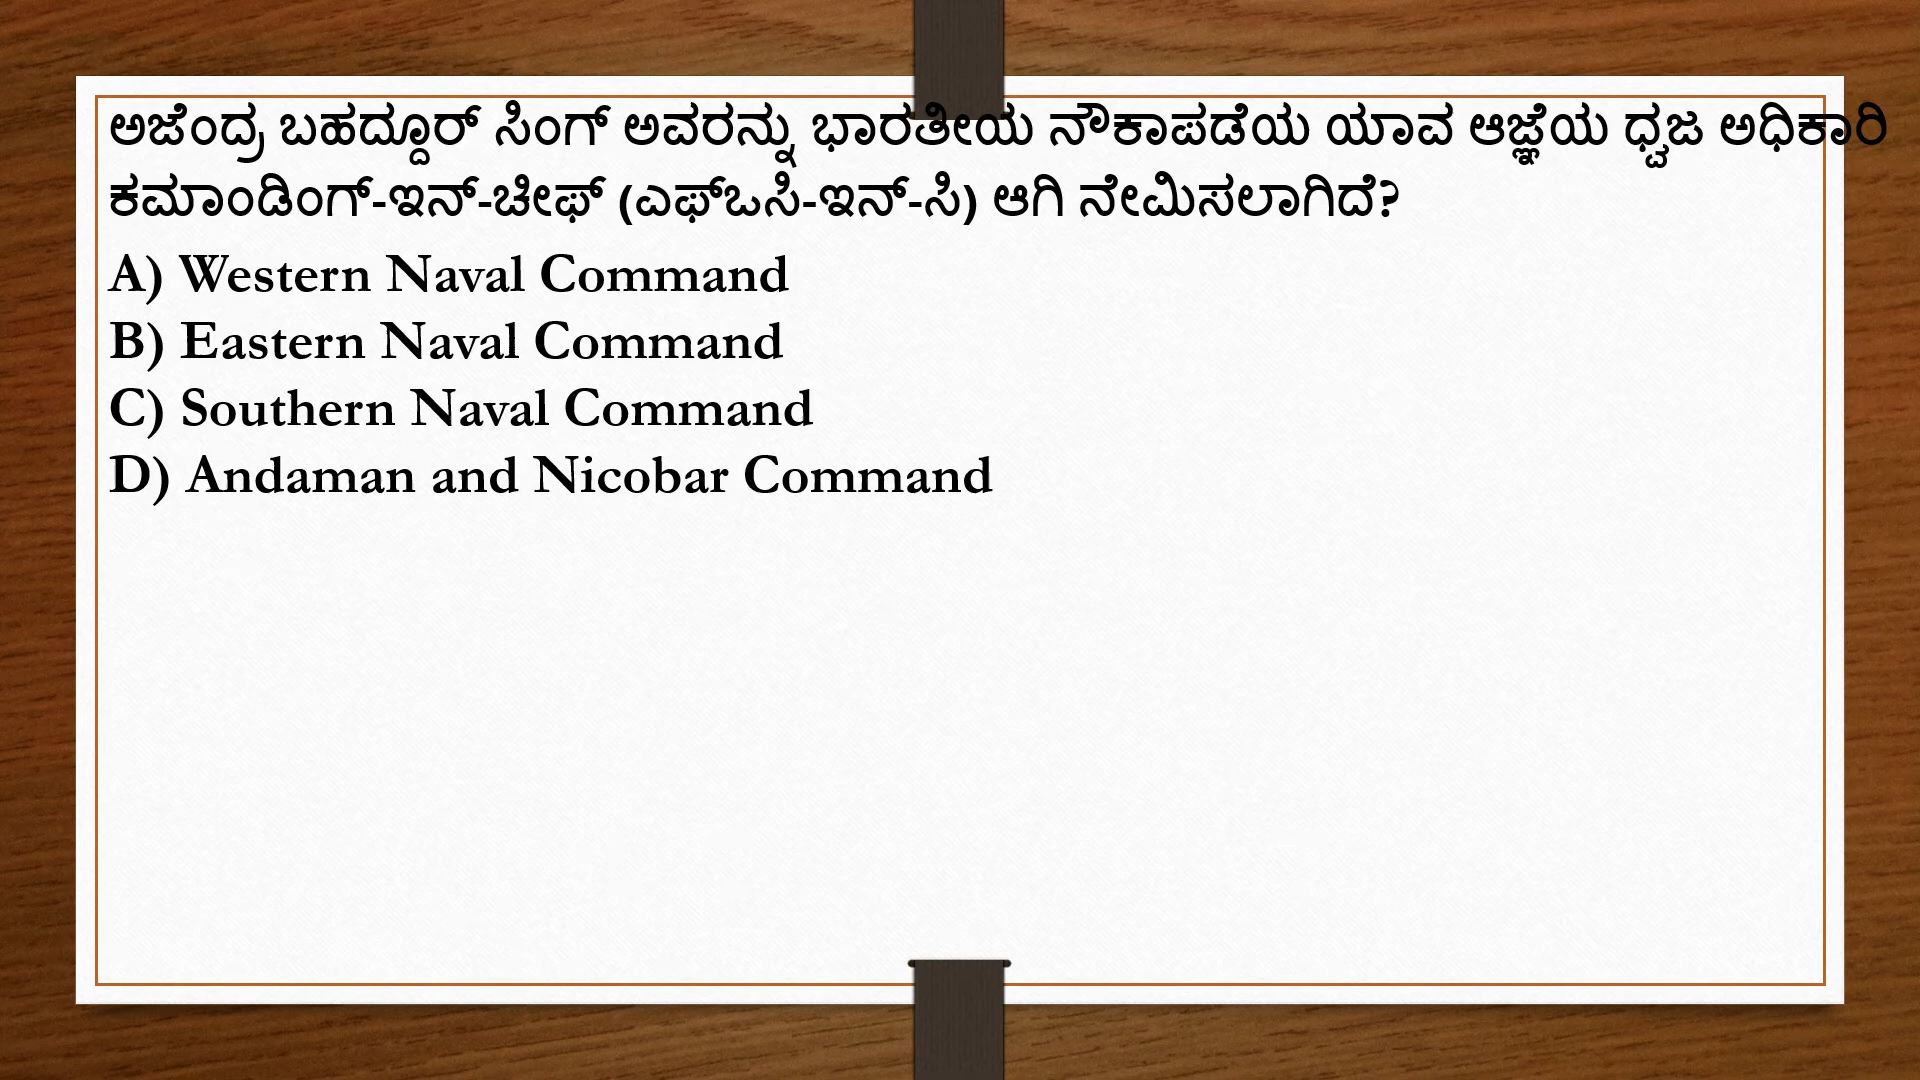 ಅಜೆಂದ್ರ ಬಹದ್ದೂರ್ ಸಿಂಗ್ ಅವರನ್ನು ಭಾರತೀಯ ನೌಕಾಪಡೆಯ ಯಾವ ಆಜ್ಞೆಯ ಧ್ವಜ ಅಧಿಕಾರಿ
ಕಮಾಂಡಿಂಗ್-ಇನ್-ಚೀಫ್ (ಎಫ್ಒಸಿ-ಇನ್-ಸಿ) ಆಗಿ ನೇಮಿಸಲಾಗಿದೆ?
A) Western Naval Command
B) Eastern Naval Command
C) Southern Naval Command
D) Andaman and Nicobar Command